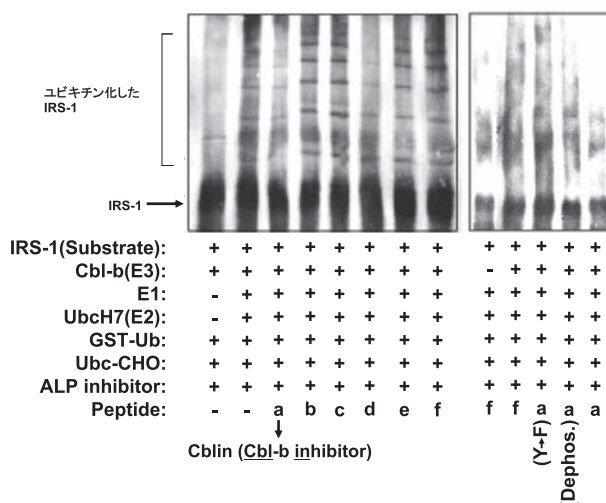 ユビキチン化した
IRS-1
IRS-1
IRS-1(Substrate): + + + + + + + + + + + + +
Cbl-b(E3): + + + + + + + + - + + + +
E1: - + + + + + + + + + + + +
UbcH7(E2): - + + + + + + + + + + + +
GST-Ub: + + + + + + + + + + + + +
Ubc-CHO: + + + + + + + + + + + + +
ALP inhibitor: + + + + + + + + + + + + +
Peptide: - - a b c d e f f f a a a
(Y→F)
(Dephos.)
Cblin (Cbl-b inhibitor)